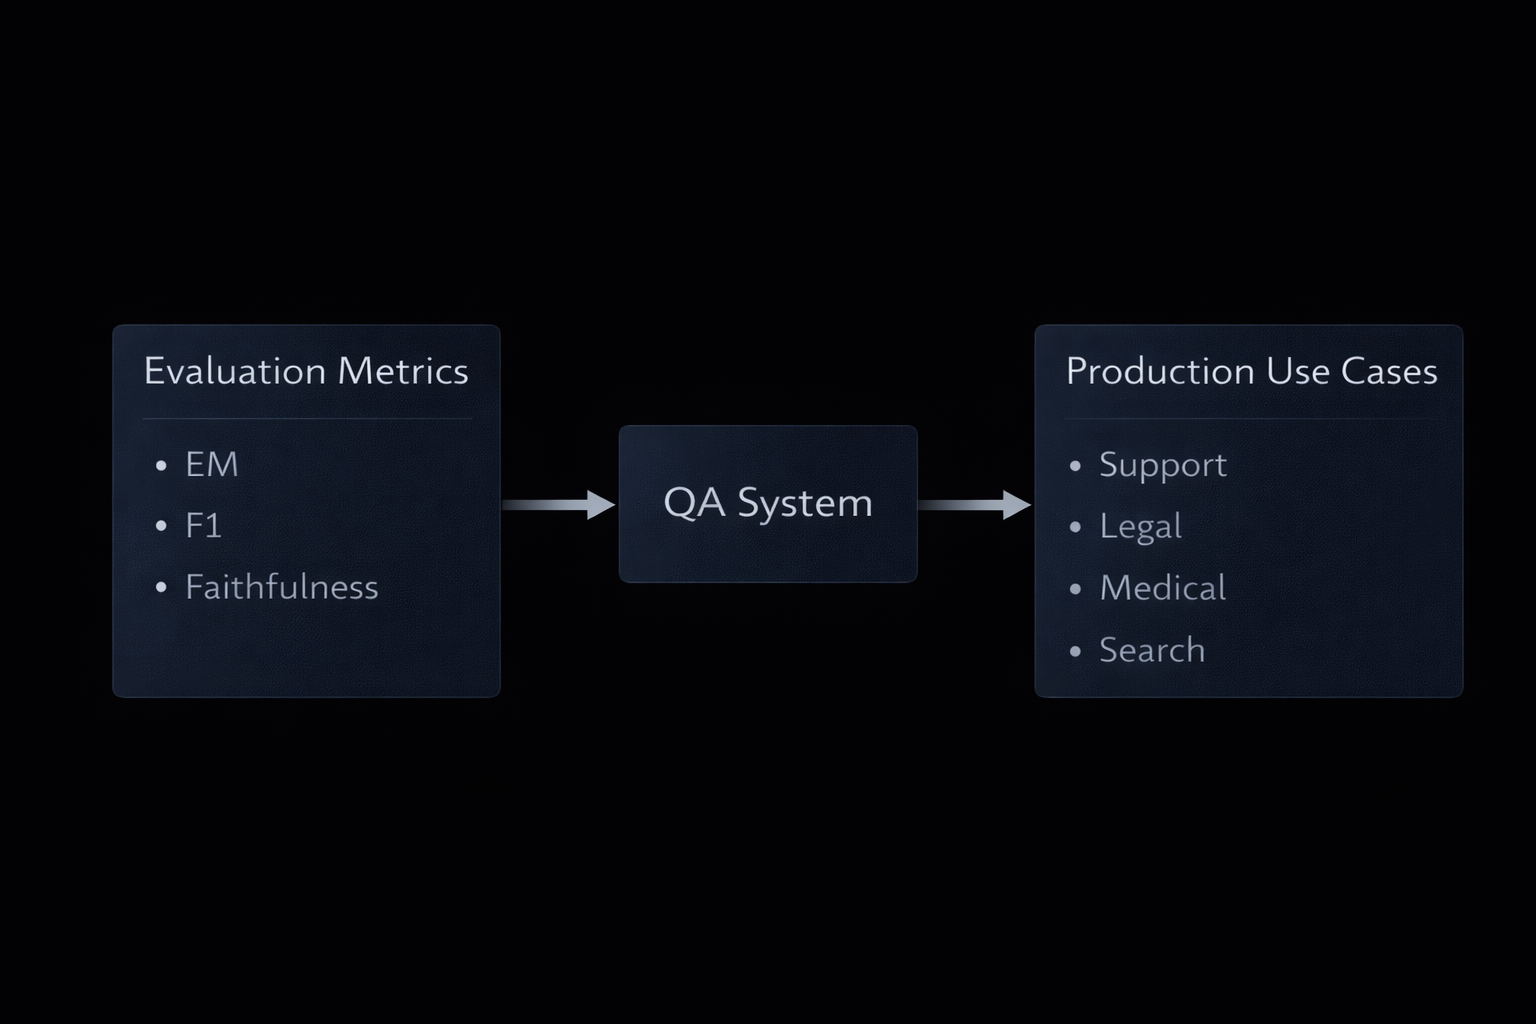 Evaluation Metrics
• EM
• F1
• Faithfulness
QA System
Production Use Cases
• Support
• Legal
• Medical
• Search